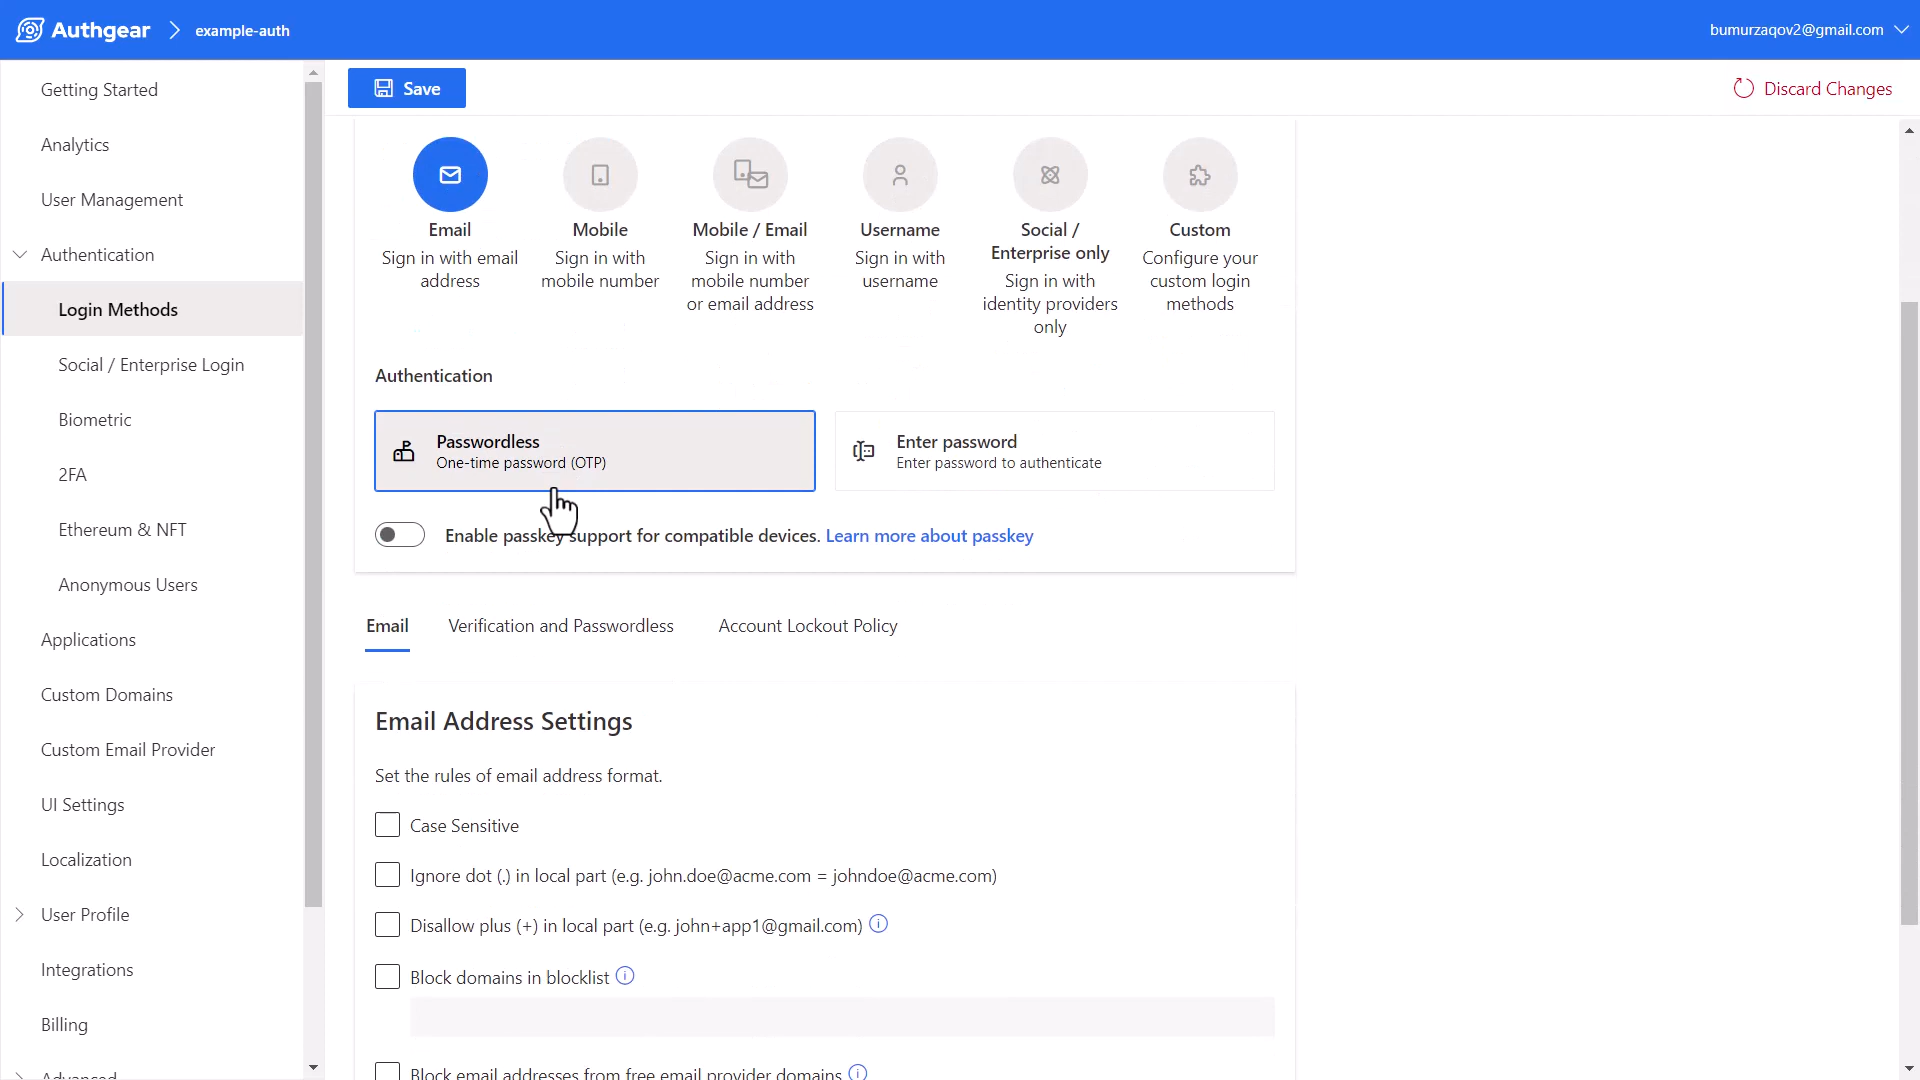 Authgear
example-auth
bumurzaqov2@gmail.com
Getting Started
Analytics
User Management
Authentication
Login Methods
Social / Enterprise Login
Biometric
2FA
Ethereum & NFT
Anonymous Users
Applications
Custom Domains
Custom Email Provider
UI Settings
Localization
User Profile
Integrations
Billing
Advanced
Save
Discard Changes
Email
Sign in with email
address
Mobile
Sign in with
mobile number
Mobile / Email
Sign in with
mobile number
or email address
Username
Sign in with
username
Social /
Enterprise only
Sign in with
identity providers
only
Custom
Configure your
custom login
methods
Authentication
Passwordless
One-time password (OTP)
Enter password
Enter password to authenticate
Enable passkey support for compatible devices. Learn more about passkey
Email
Verification and Passwordless
Account Lockout Policy
Email Address Settings
Set the rules of email address format.
Case Sensitive
Ignore dot (.) in local part (e.g. john.doe@acme.com = johndoe@acme.com)
Disallow plus (+) in local part (e.g. john+app1@gmail.com)
Block domains in blocklist
Block email addresses from free email provider domains